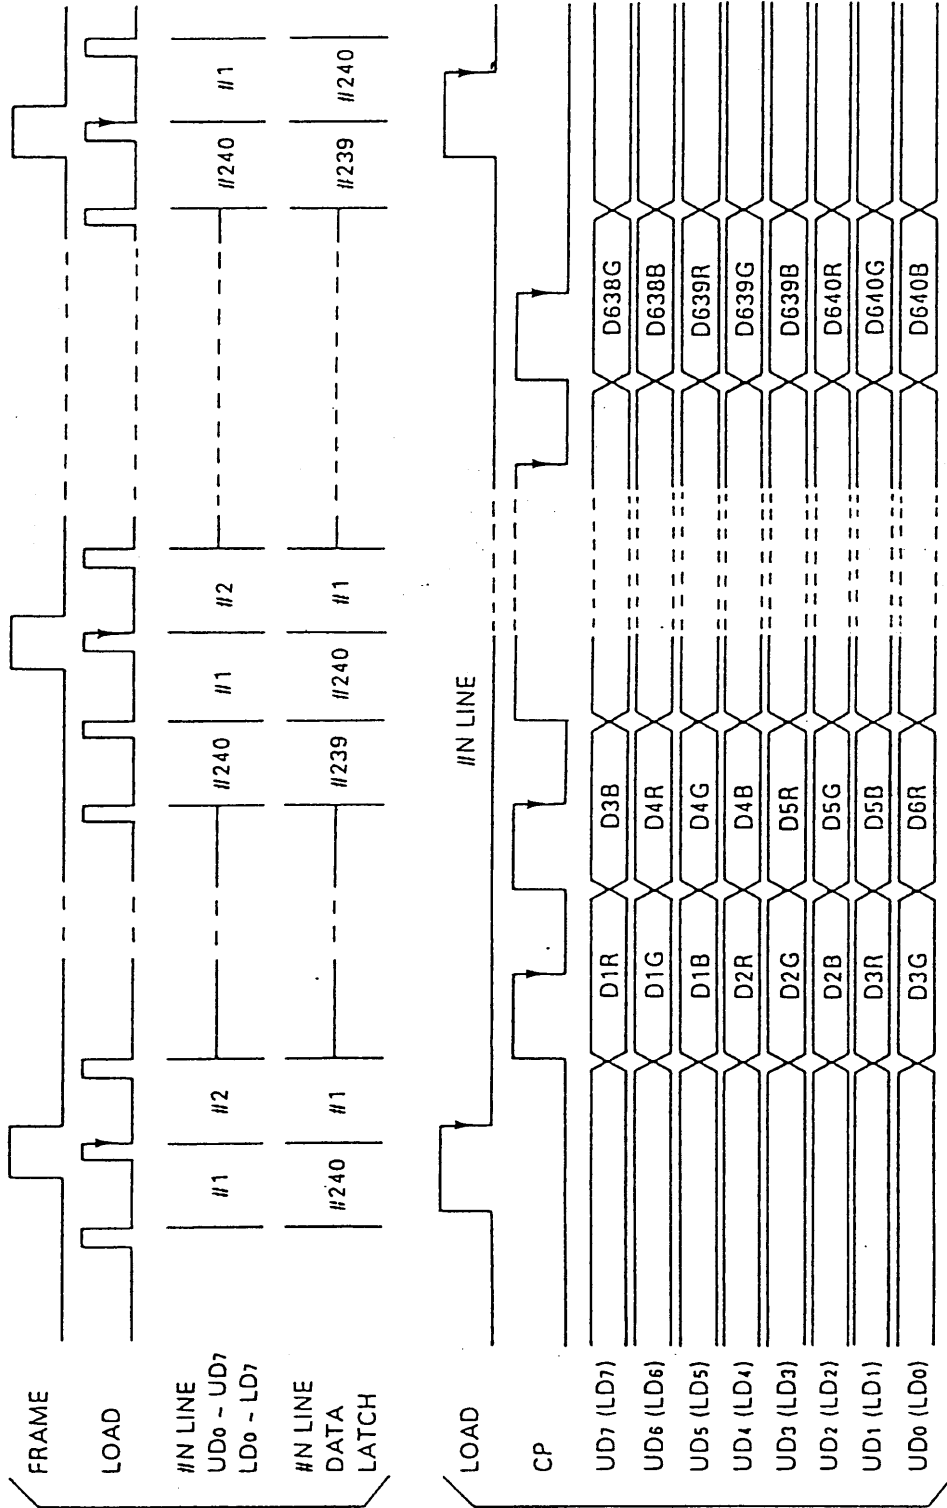 FRAME
LOAD
#N LINE
UD0 ~ UD7
LD0 ~ LD7
#1 #2 #240 #1 #2 #240 #1
#N LINE
DATA
LATCH
#240 #1 #239 #240 #1 #239 #240
LOAD
#N LINE
CP
UD7 (LD7) D1R D3B D638G
UD6 (LD6) D1G D4R D638B
UD5 (LD5) D1B D4G D639R
UD4 (LD4) D2R D4B D639G
UD3 (LD3) D2G D5R D639B
UD2 (LD2) D2B D5G D640R
UD1 (LD1) D3R D5B D640G
UD0 (LD0) D3G D6R D640B